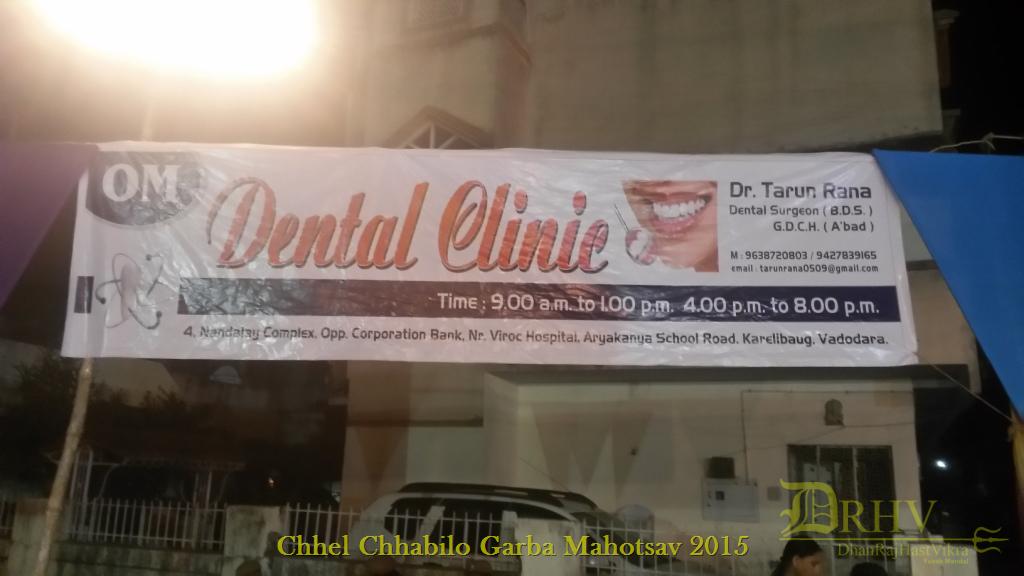 OM
Dental Clinic
Dr. Tarun Rana
Dental Surgeon ( B.D.S. )
G.D.C.H. ( A'bad )
M : 9638720803 / 9427839165
email : tarunrana0509@gmail.com
Time : 9.00 a.m. to 1.00 p.m. 4.00 p.m. to 8.00 p.m.
4, Nandalay Complex, Opp. Corporation Bank, Nr. Viroc Hospital, Aryakanya School Road, Karelibaug, Vadodara.
DRHV
DhanRajHastVikra
Yuvak Mandal
Chhel Chhabilo Garba Mahotsav 2015